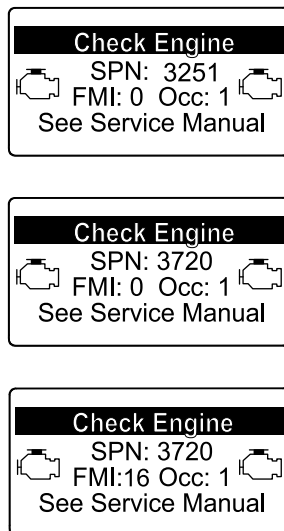 Check Engine
SPN: 3251
FMI: 0 Occ: 1
See Service Manual
Check Engine
SPN: 3720
FMI: 0 Occ: 1
See Service Manual
Check Engine
SPN: 3720
FMI:16 Occ: 1
See Service Manual